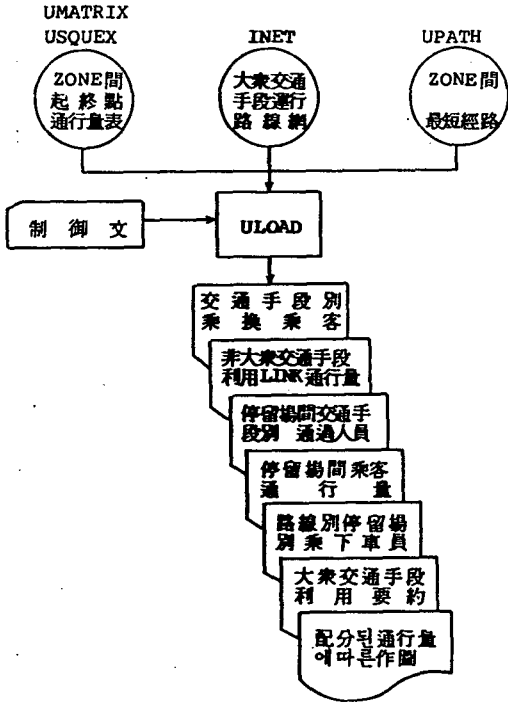 UMATRIX
USQUEX
INET
UPATH
ZONE間
起終點
通行量表
大衆交通
手段運行
路線網
ZONE間
最短經路
制御文
ULOAD
交通手段別
乘換乘客
非大衆交通手段
利用LINK通行量
停留場間交通手
段別 通過人員
停留場間乘客
通行量
路線別停留場
別乘下車員
大衆交通手段
利用要約
配分된通行量
에따른作圖